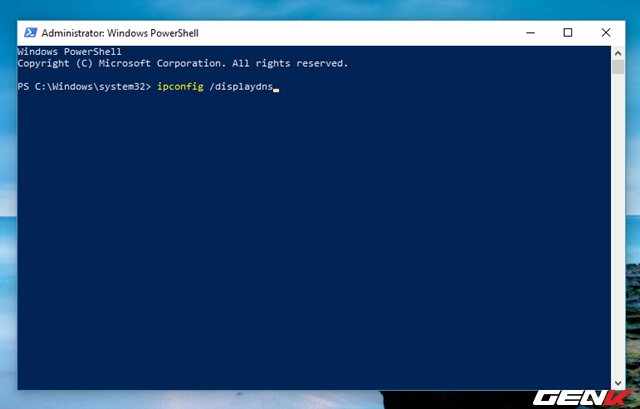 Administrator: Windows PowerShell
Windows PowerShell
Copyright (C) Microsoft Corporation. All rights reserved.
PS C:\Windows\system32> ipconfig /displaydns
GENK